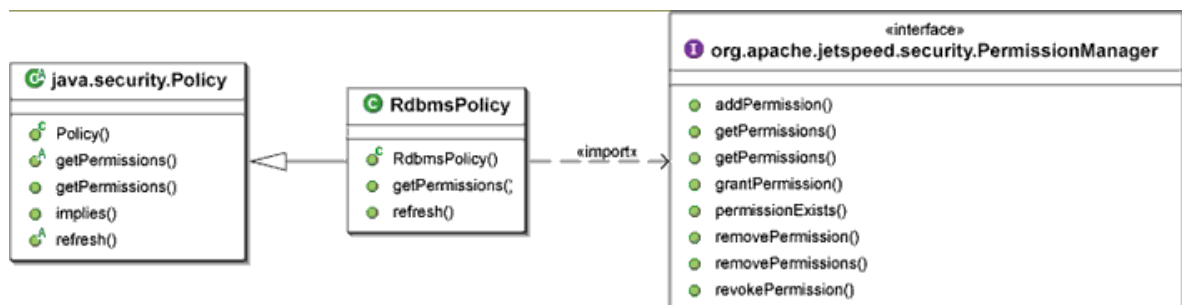 java.security.Policy
Policy()
getPermissions()
getPermissions()
implies()
refresh()
RdbmsPolicy
RdbmsPolicy()
getPermissions()
refresh()
«import»
«interface»
org.apache.jetspeed.security.PermissionManager
addPermission()
getPermissions()
getPermissions()
grantPermission()
permissionExists()
removePermission()
removePermissions()
revokePermission()